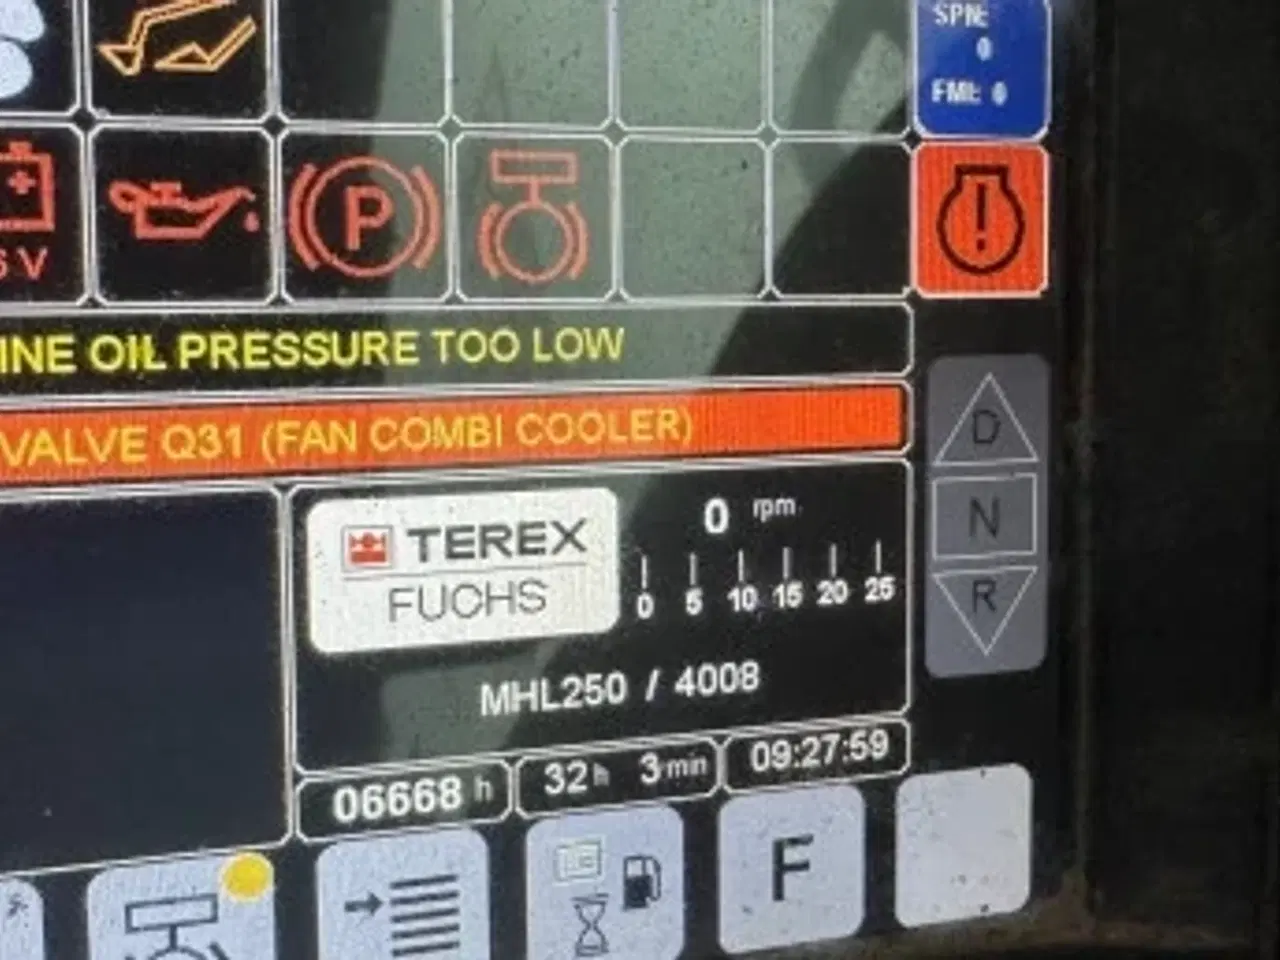 SPN:
0
FMI: 0
P
6 V
INE OIL PRESSURE TOO LOW
VALVE Q31 (FAN COMBI COOLER)
D
N
R
TEREX
FUCHS
0 rpm
0 5 10 15 20 25
MHL250 / 4008
06668 h
32 h 3 min
09:27:59
F